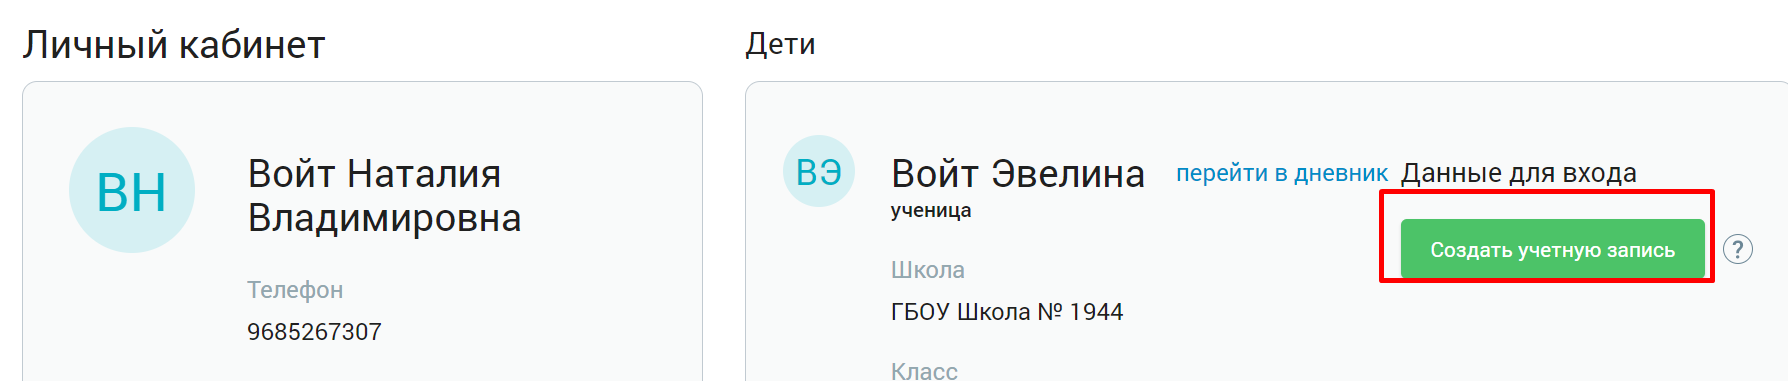 Личный кабинет
ВН
Войт Наталия
Владимировна
Телефон
9685267307
Дети
ВЭ
Войт Эвелина перейти в дневник Данные для входа
ученица
Создать учетную запись ?
Школа
ГБОУ Школа № 1944
Класс